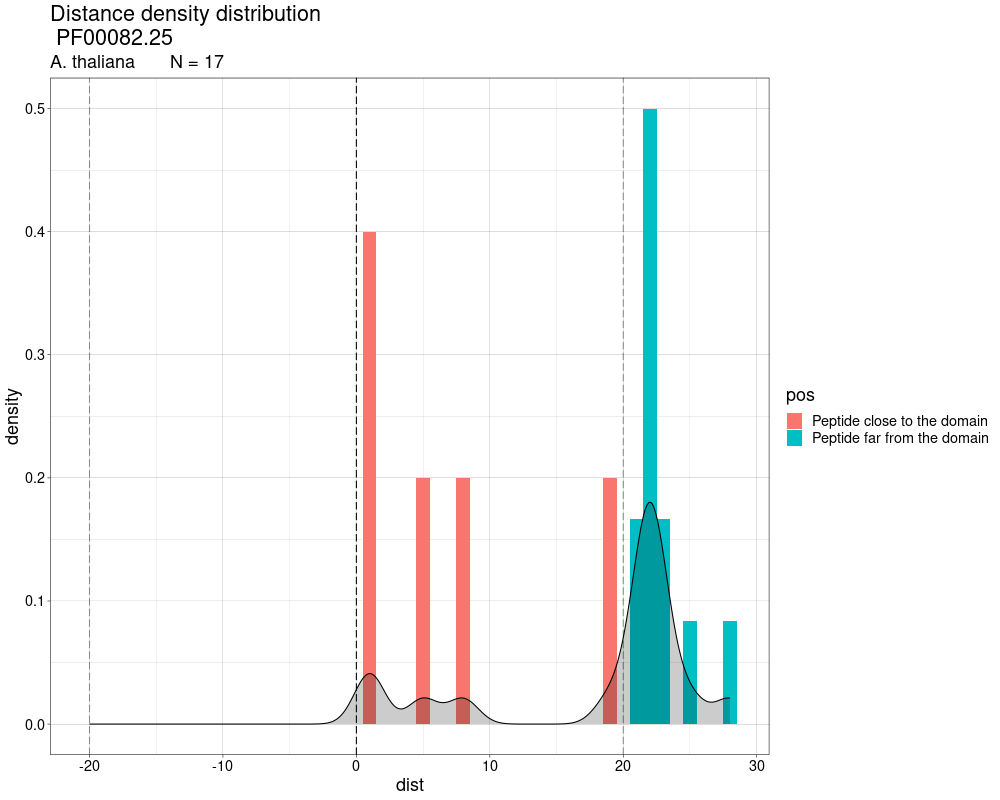 Distance density distribution
PF00082.25
A. thaliana N = 17
0.5
0.4
0.3
0.2
0.1
0.0
density
-20 -10 0 10 20 30
dist
pos
Peptide close to the domain
Peptide far from the domain